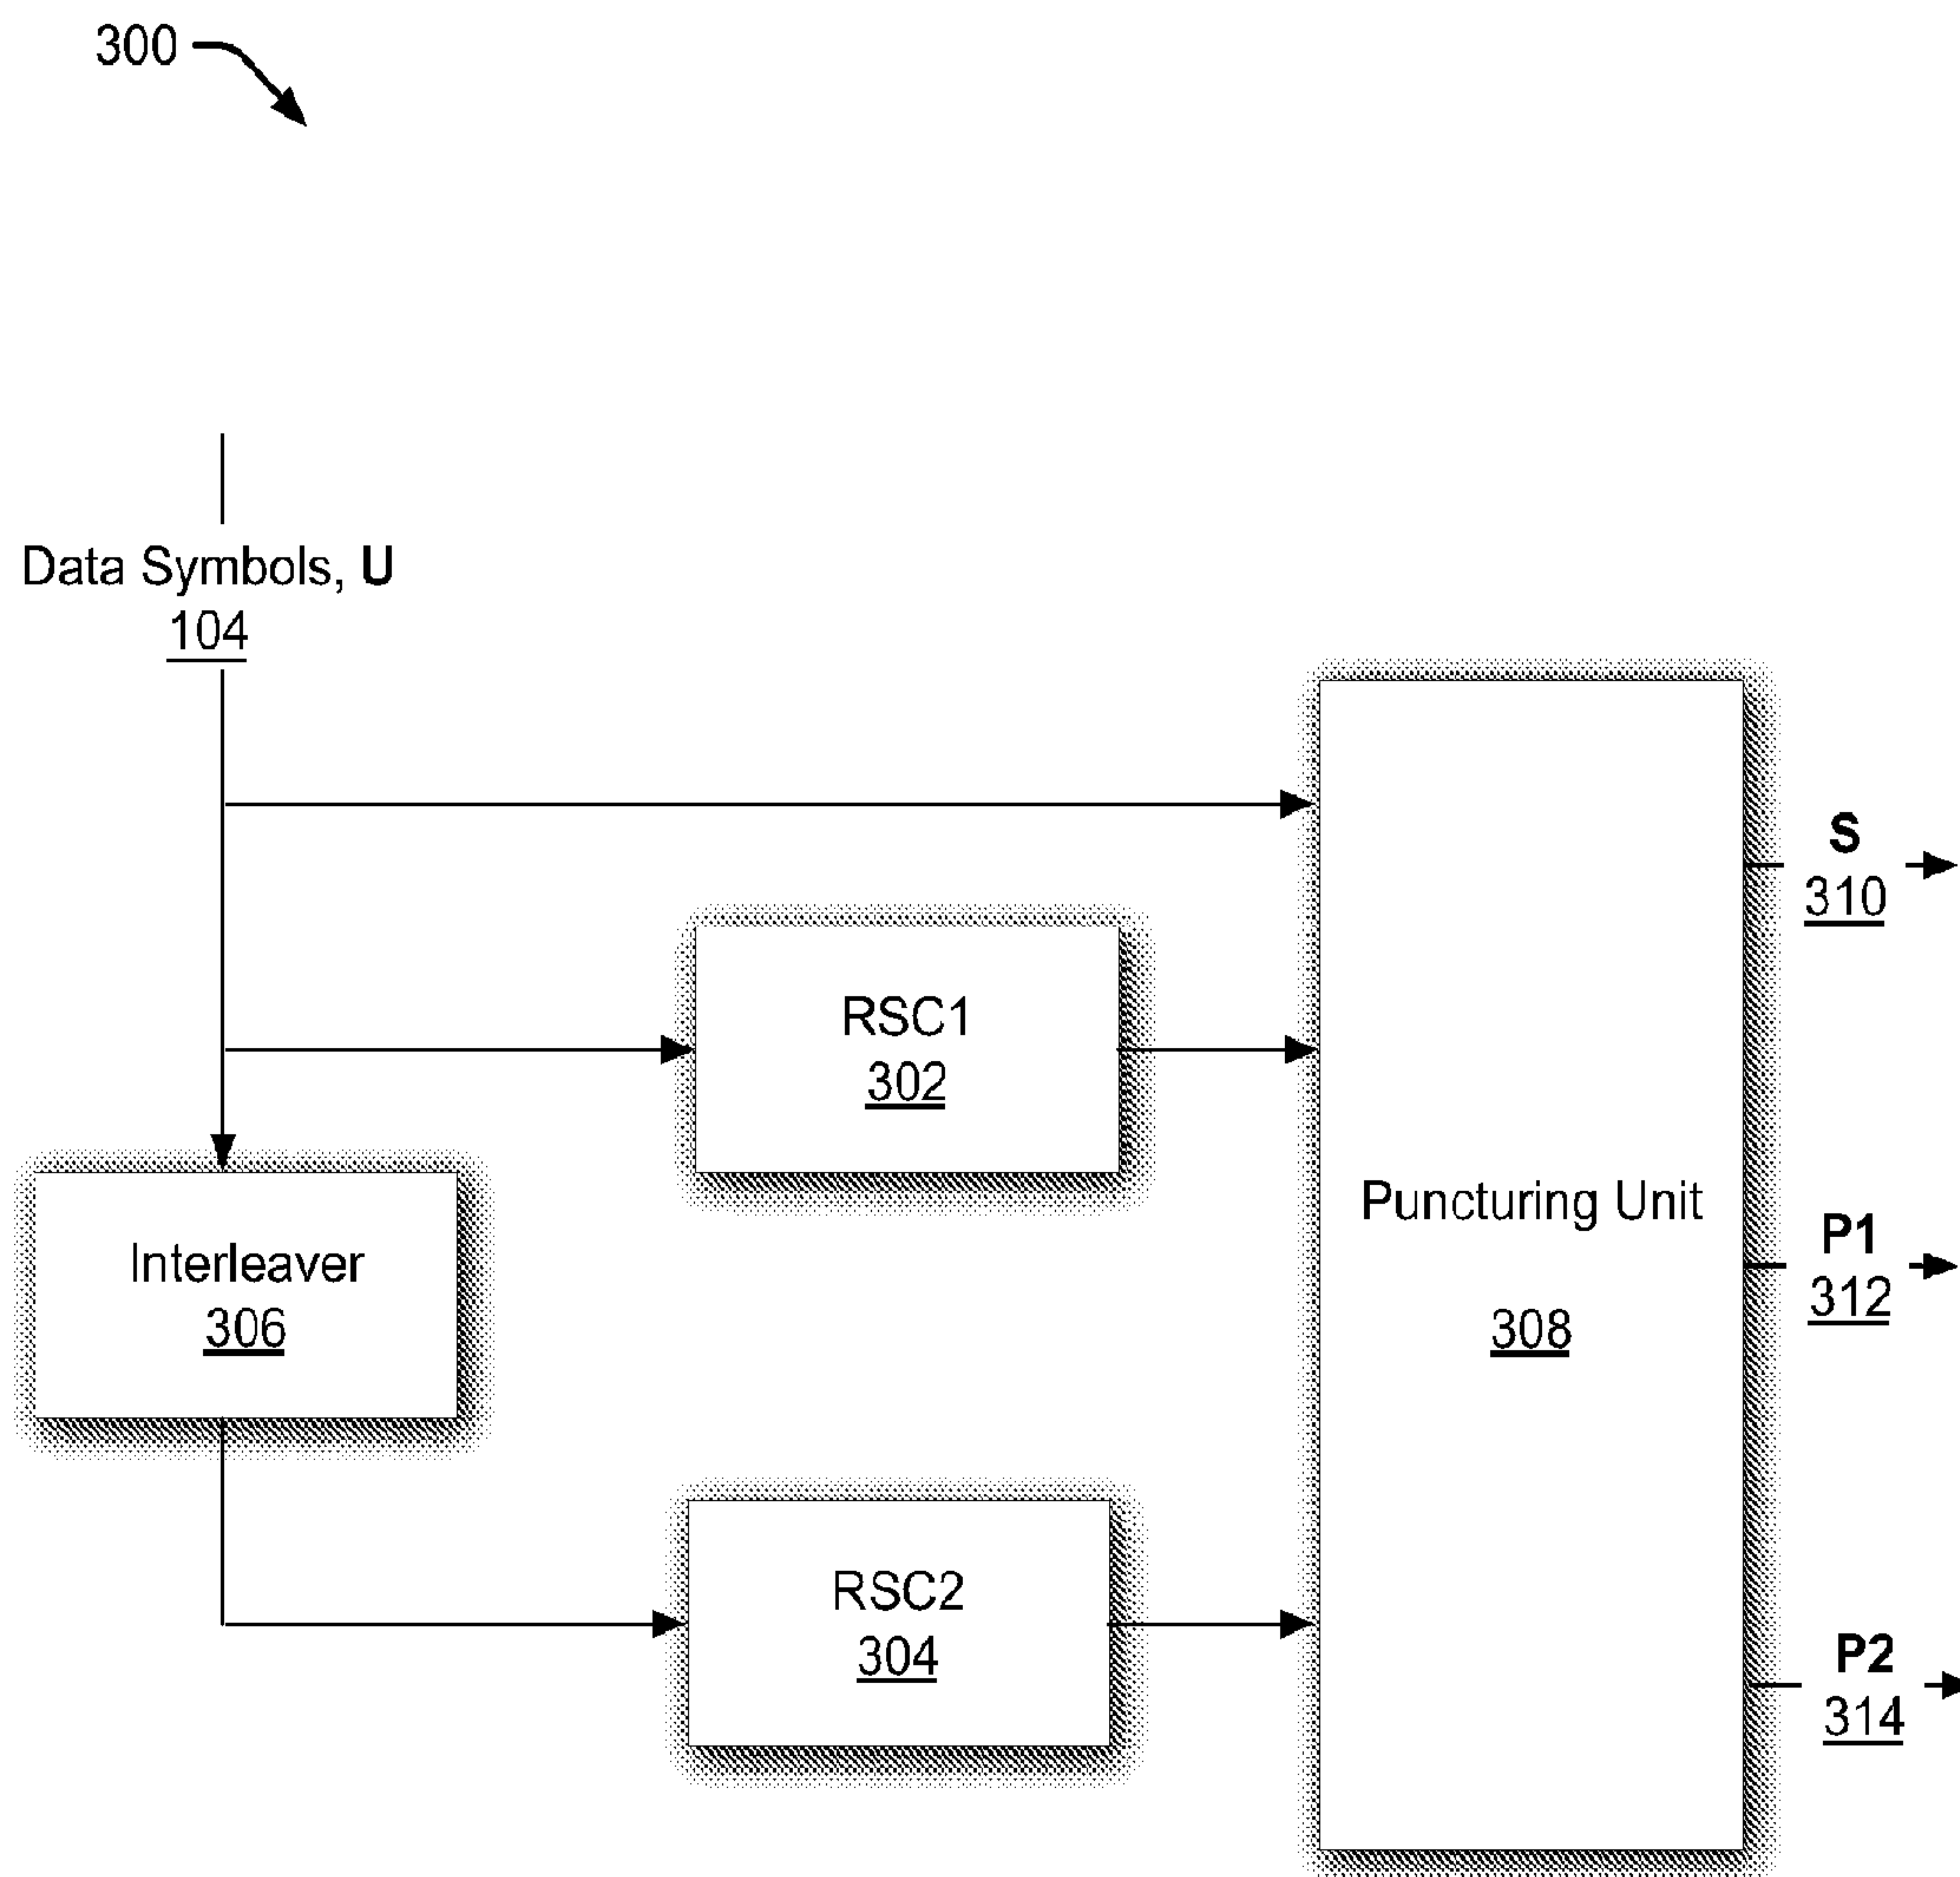 300
Data Symbols, U
104
S
310
RSC1
302
Puncturing Unit
308
P1
312
Interleaver
306
RSC2
304
P2
314